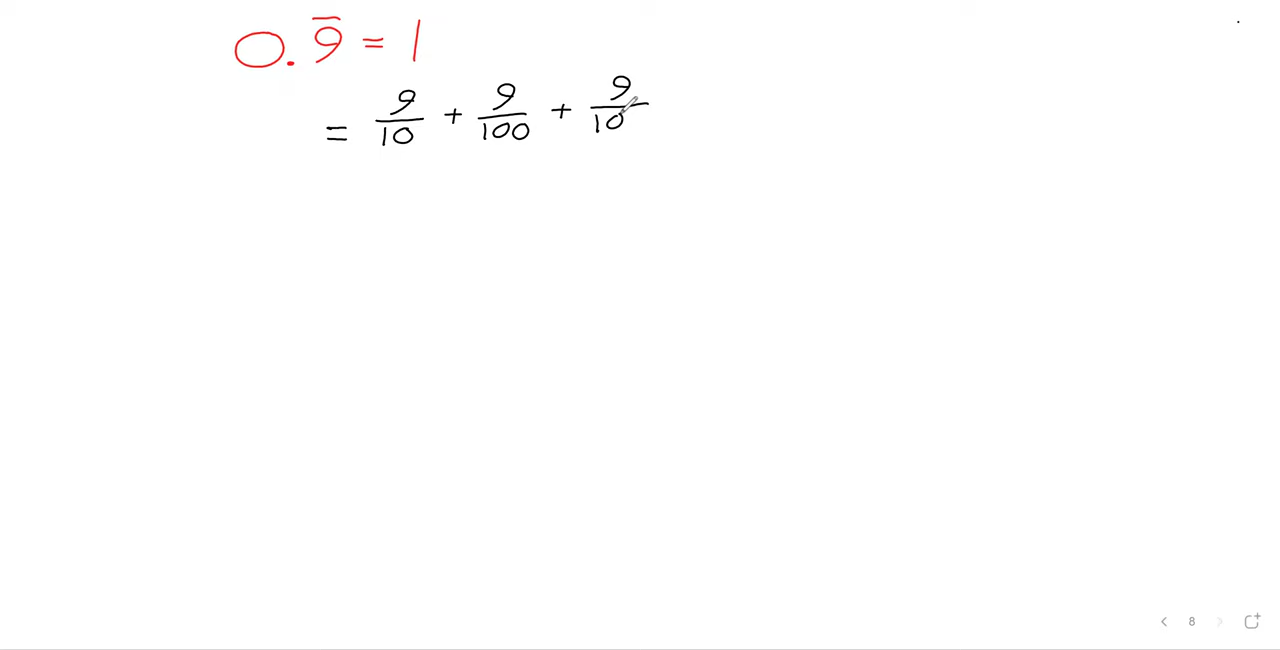 0.9̅ = 1
= 9/10 + 9/100 + 9/10
8